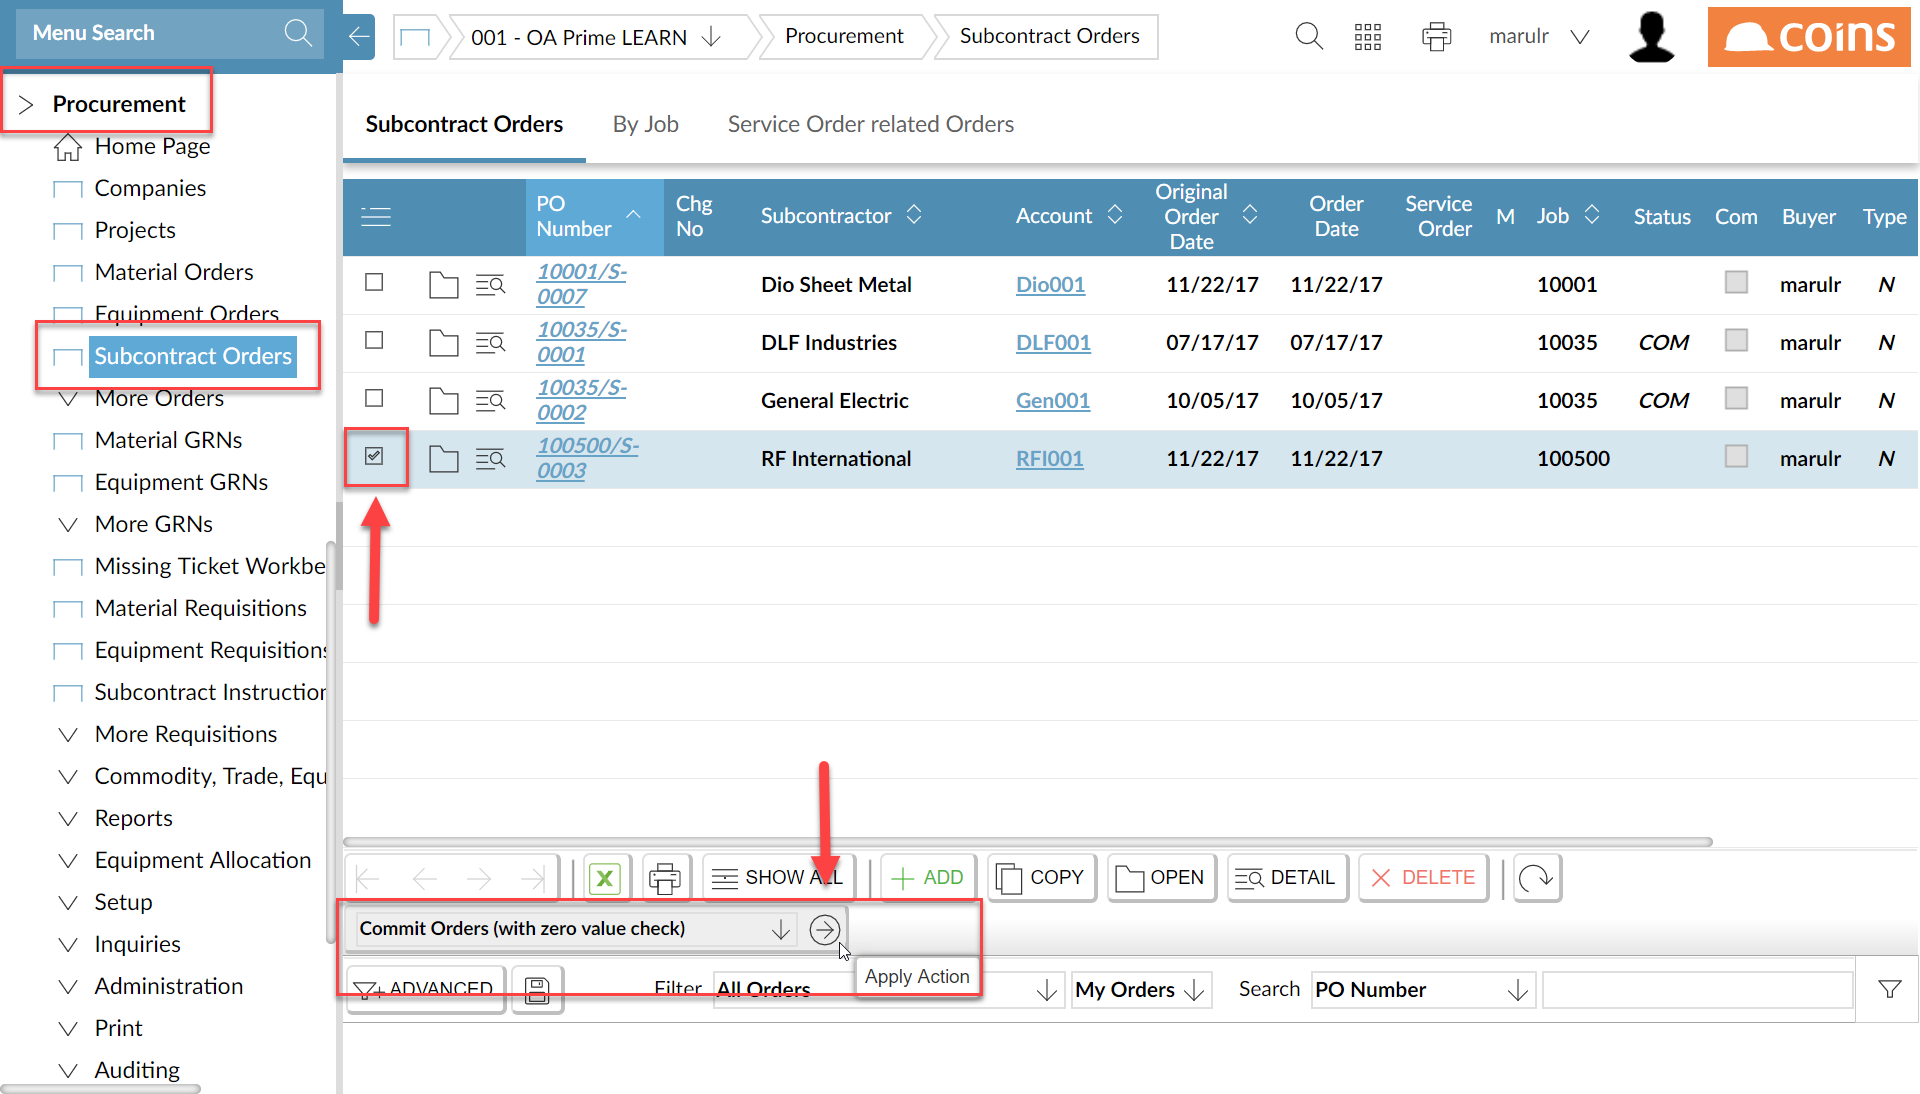 Menu Search
001 - OA Prime LEARN
Procurement
Subcontract Orders
marulr
coins
Procurement
Home Page
Companies
Projects
Material Orders
Equipment Orders
Subcontract Orders
More Orders
Material GRNs
Equipment GRNs
More GRNs
Missing Ticket Workbe
Material Requisitions
Equipment Requisitions
Subcontract Instruction
More Requisitions
Commodity, Trade, Equ
Reports
Equipment Allocation
Setup
Inquiries
Administration
Print
Auditing
Subcontract Orders
By Job
Service Order related Orders
PO Number
Chg No
Subcontractor
Account
Original Order Date
Order Date
Service Order
M
Job
Status
Com
Buyer
Type
10001/S-0007 Dio Sheet Metal Dio001 11/22/17 11/22/17 10001 marulr N
10035/S-0001 DLF Industries DLF001 07/17/17 07/17/17 10035 COM marulr N
10035/S-0002 General Electric Gen001 10/05/17 10/05/17 10035 COM marulr N
100500/S-0003 RF International RFI001 11/22/17 11/22/17 100500 marulr N
SHOW ALL
ADD
COPY
OPEN
DETAIL
DELETE
Commit Orders (with zero value check)
Apply Action
ADVANCED
Filter
All Orders
My Orders
Search
PO Number